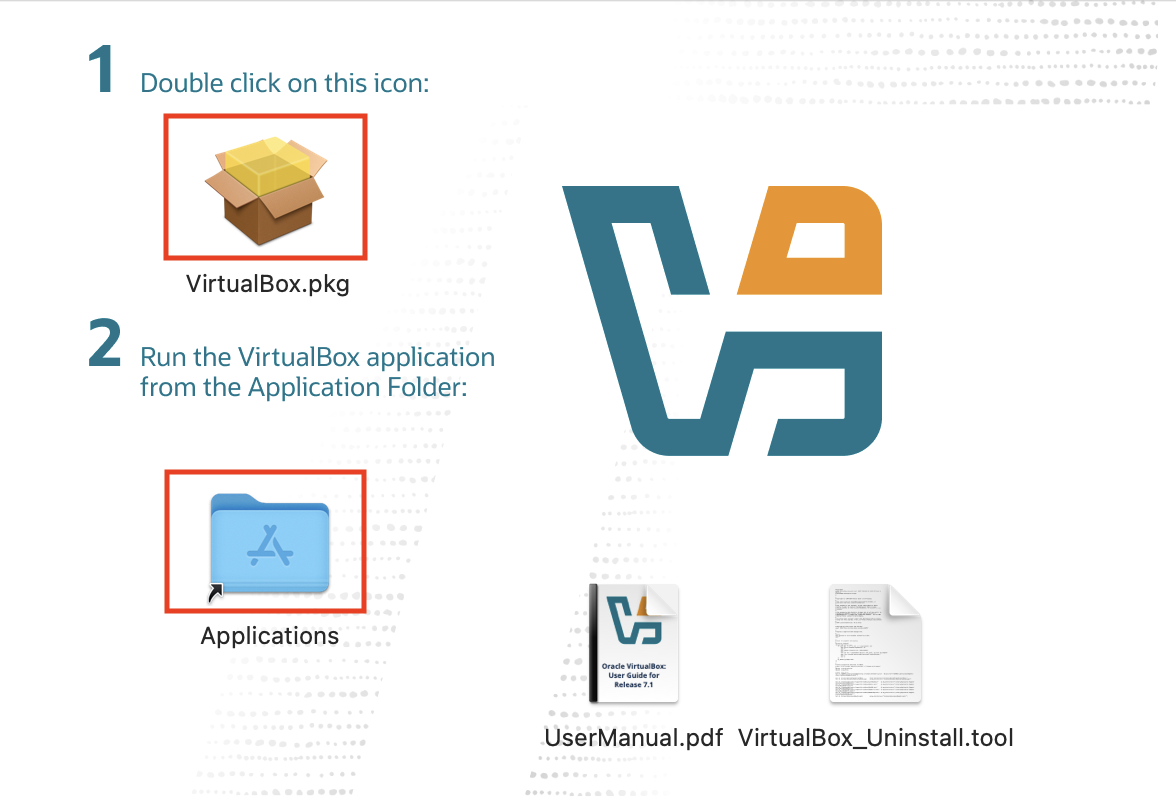 1
Double click on this icon:
VirtualBox.pkg
2
Run the VirtualBox application
from the Application Folder:
Applications
Oracle VirtualBox:
User Guide for
Release 7.1
UserManual.pdf
VirtualBox_Uninstall.tool